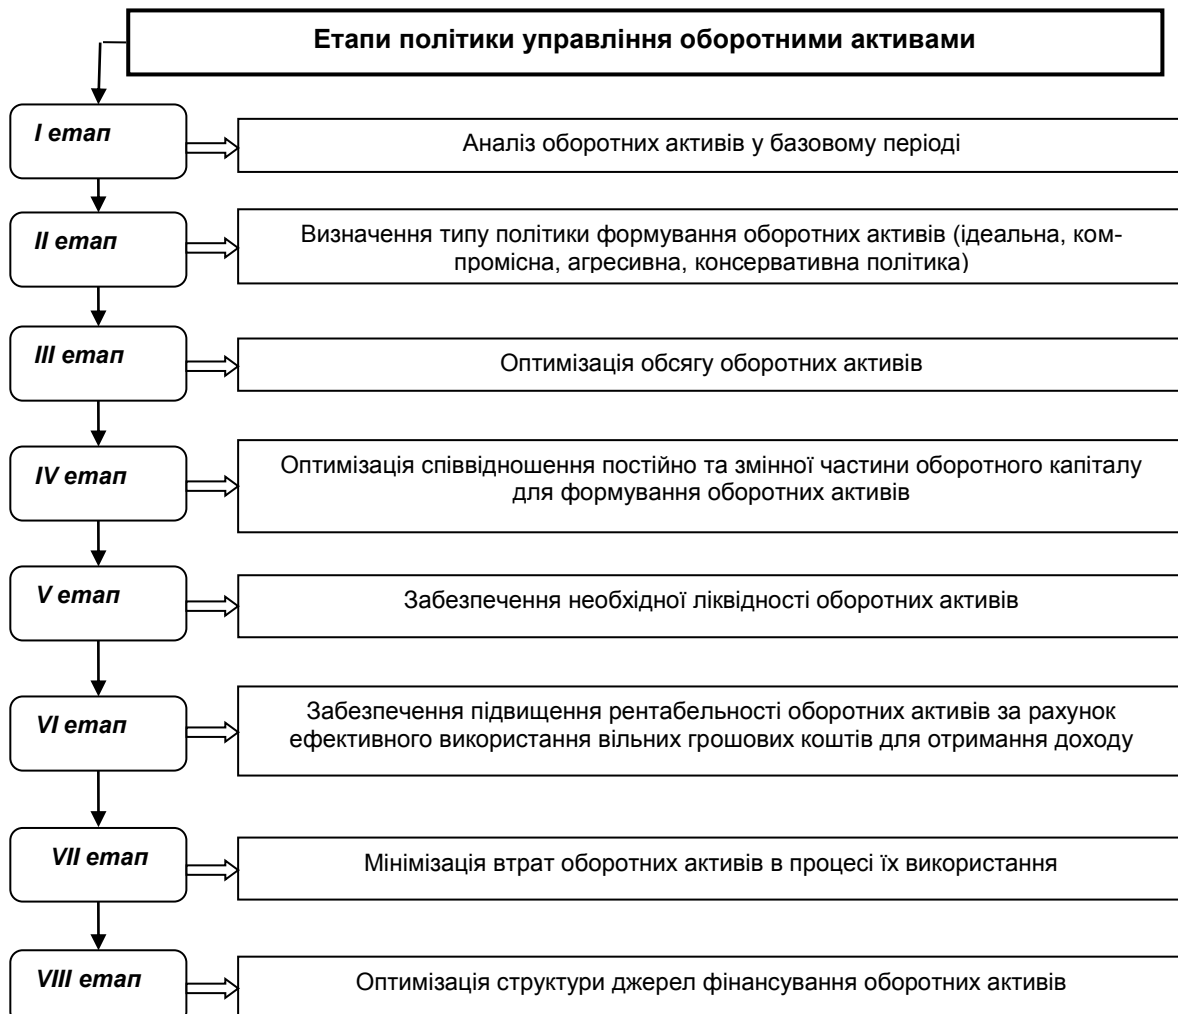 Етапи політики управління оборотними активами
I етап
Аналіз оборотних активів у базовому періоді
II етап
Визначення типу політики формування оборотних активів (ідеальна, ком-
промісна, агресивна, консервативна політика)
III етап
Оптимізація обсягу оборотних активів
IV етап
Оптимізація співвідношення постійно та змінної частини оборотного капіталу
для формування оборотних активів
V етап
Забезпечення необхідної ліквідності оборотних активів
VI етап
Забезпечення підвищення рентабельності оборотних активів за рахунок
ефективного використання вільних грошових коштів для отримання доходу
VII етап
Мінімізація втрат оборотних активів в процесі їх використання
VIII етап
Оптимізація структури джерел фінансування оборотних активів